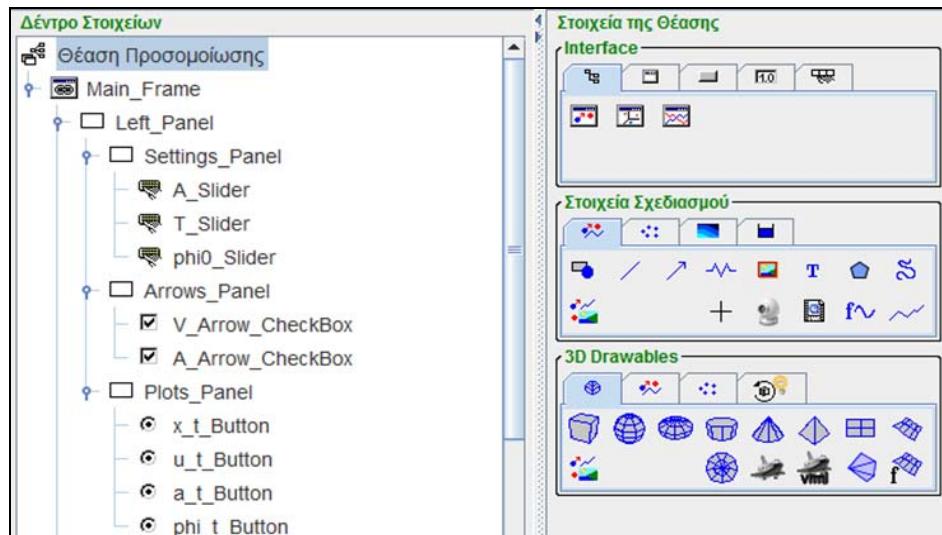 Δέντρο Στοιχείων
Θέαση Προσομοίωσης
Main_Frame
Left_Panel
Settings_Panel
A_Slider
T_Slider
phi0_Slider
Arrows_Panel
V_Arrow_CheckBox
A_Arrow_CheckBox
Plots_Panel
x_t_Button
u_t_Button
a_t_Button
phi_t_Button
Στοιχεία της Θέασης
Interface
1.0
Στοιχεία Σχεδιασμού
T
f
3D Drawables
vrml
f